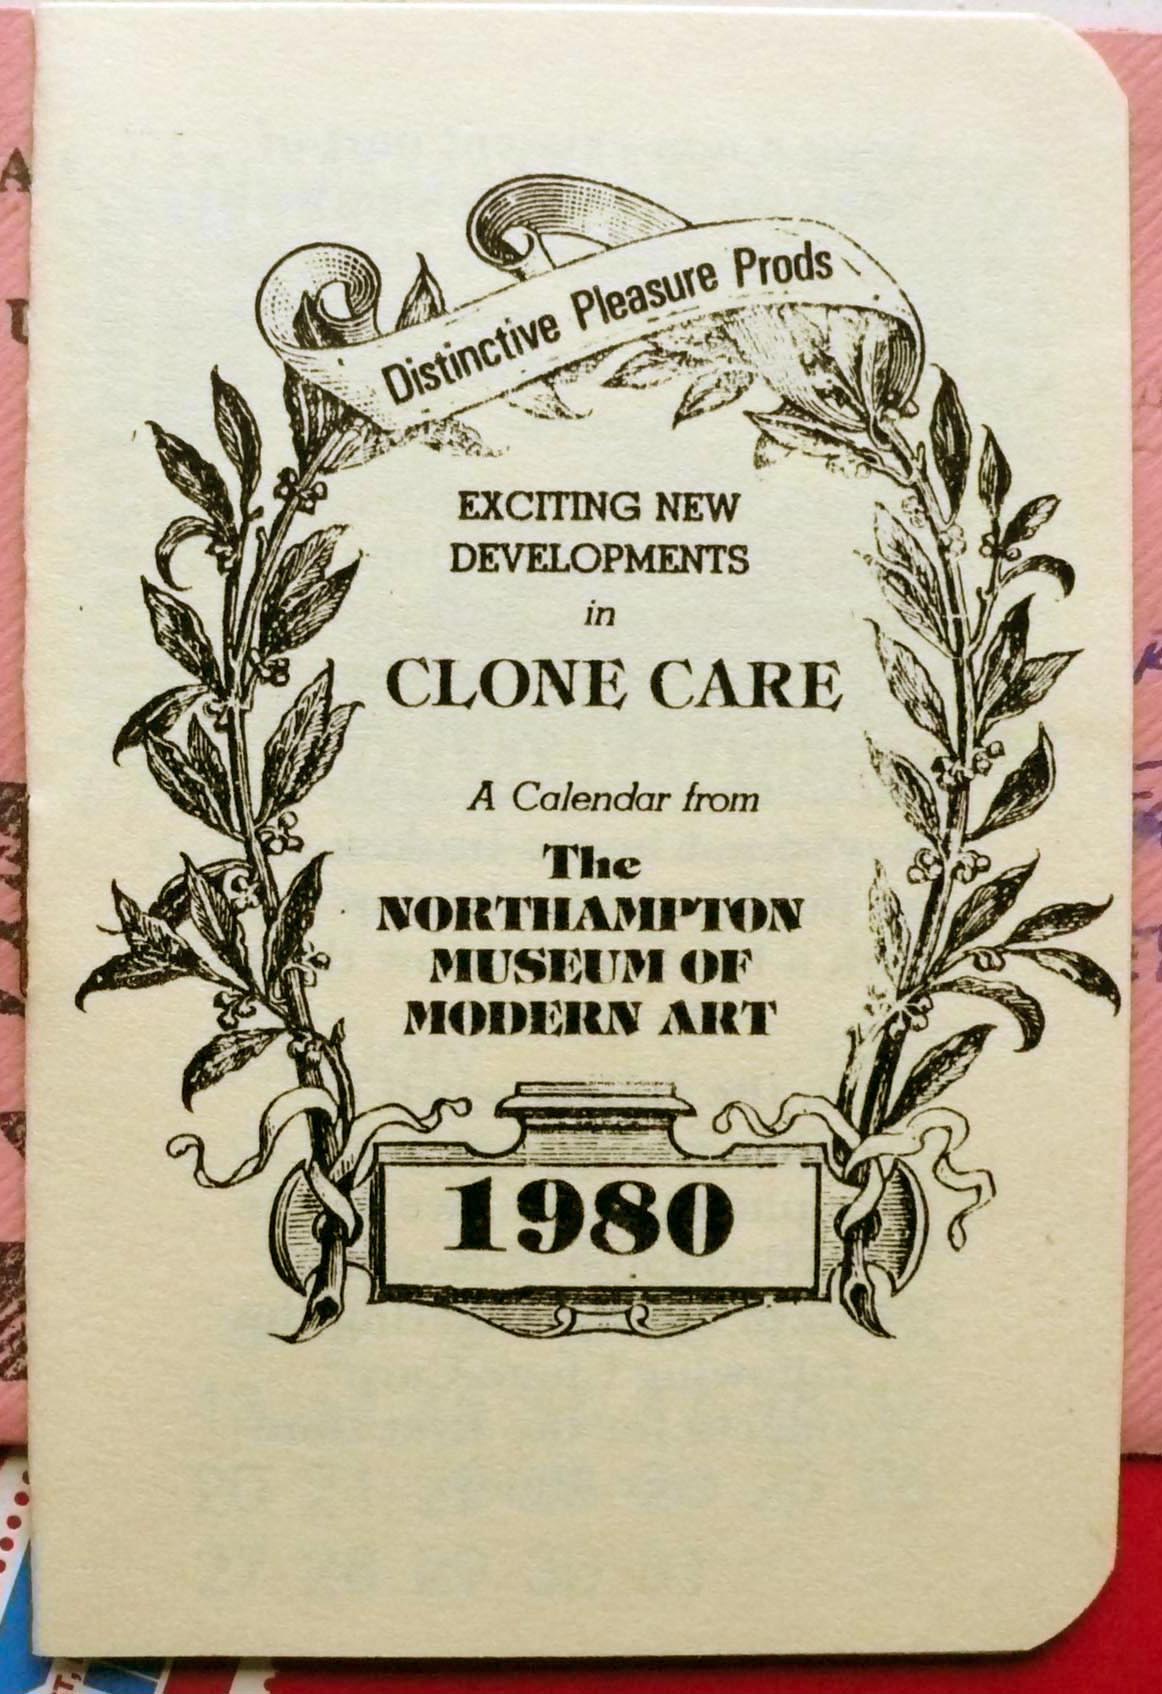 Distinctive Pleasure Prods
EXCITING NEW
DEVELOPMENTS
in
CLONE CARE
A Calendar from
The
NORTHAMPTON
MUSEUM OF
MODERN ART
1980